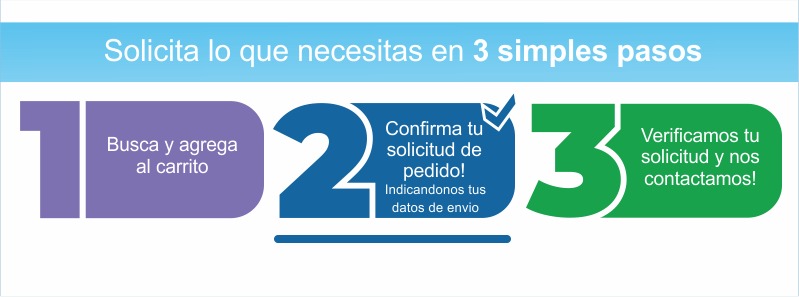 Solicita lo que necesitas en 3 simples pasos
1
Busca y agrega
al carrito
2
Confirma tu
solicitud de
pedido!
Indicandonos tus
datos de envio
3
Verificamos tu
solicitud y nos
contactamos!